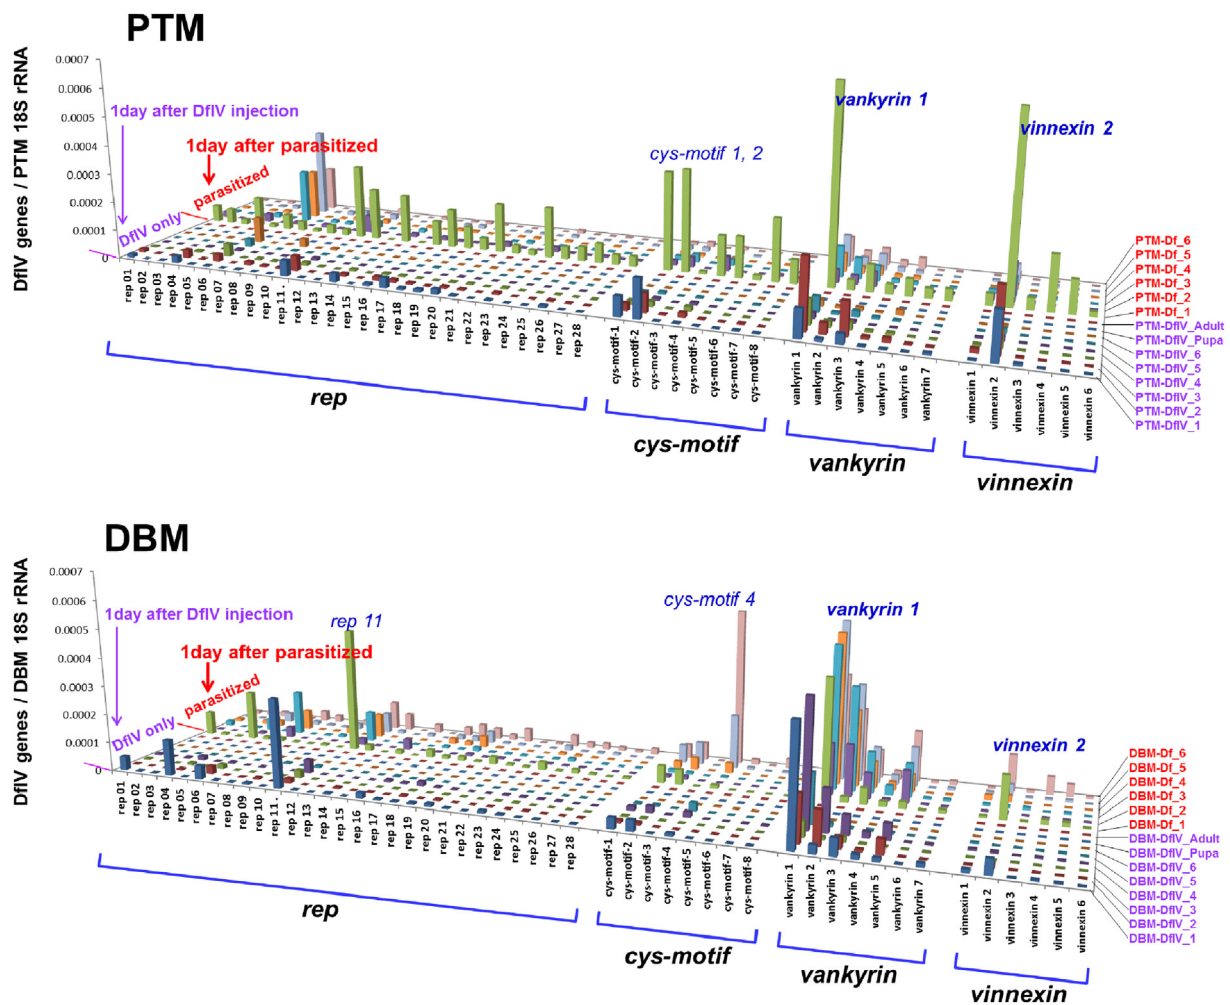 PTM
DfIV genes / PTM 18S rRNA
0.0007
0.0006
0.0005
0.0004
0.0003
0.0002
0.0001
0
1day after DfIV injection
1day after parasitized
parasitized
DfIV only
cys-motif 1, 2
vankyrin 1
vinnexin 2
PTM-Df_6
PTM-Df_5
PTM-Df_4
PTM-Df_3
PTM-Df_2
PTM-Df_1
PTM-DfIV_Adult
PTM-DfIV_Pupa
PTM-DfIV_6
PTM-DfIV_5
PTM-DfIV_4
PTM-DfIV_3
PTM-DfIV_2
PTM-DfIV_1
rep 01
rep 02
rep 03
rep 04
rep 05
rep 06
rep 07
rep 08
rep 09
rep 10
rep 11.
rep 12
rep 13
rep 14
rep 15
rep 16
rep 17
rep 18
rep 19
rep 20
rep 21
rep 22
rep 23
rep 24
rep 25
rep 26
rep 27
rep 28
cys-motif-1
cys-motif-2
cys-motif-3
cys-motif-4
cys-motif-5
cys-motif-6
cys-motif-7
cys-motif-8
vankyrin 1
vankyrin 2
vankyrin 3
vankyrin 4
vankyrin 5
vankyrin 6
vankyrin 7
vinnexin 1
vinnexin 2
vinnexin 3
vinnexin 4
vinnexin 5
vinnexin 6
rep
cys-motif
vankyrin
vinnexin
DBM
DfIV genes / DBM 18S rRNA
0.0007
0.0006
0.0005
0.0004
0.0003
0.0002
0.0001
0
1day after DfIV injection
1day after parasitized
parasitized
DfIV only
rep 11
cys-motif 4
vankyrin 1
vinnexin 2
DBM-Df_6
DBM-Df_5
DBM-Df_4
DBM-Df_3
DBM-Df_2
DBM-Df_1
DBM-DfIV_Adult
DBM-DfIV_Pupa
DBM-DfIV_6
DBM-DfIV_5
DBM-DfIV_4
DBM-DfIV_3
DBM-DfIV_2
DBM-DfIV_1
rep 01
rep 02
rep 03
rep 04
rep 05
rep 06
rep 07
rep 08
rep 09
rep 10
rep 11.
rep 12
rep 13
rep 14
rep 15
rep 16
rep 17
rep 18
rep 19
rep 20
rep 21
rep 22
rep 23
rep 24
rep 25
rep 26
rep 27
rep 28
cys-motif-1
cys-motif-2
cys-motif-3
cys-motif-4
cys-motif-5
cys-motif-6
cys-motif-7
cys-motif-8
vankyrin 1
vankyrin 2
vankyrin 3
vankyrin 4
vankyrin 5
vankyrin 6
vankyrin 7
vinnexin 1
vinnexin 2
vinnexin 3
vinnexin 4
vinnexin 5
vinnexin 6
rep
cys-motif
vankyrin
vinnexin